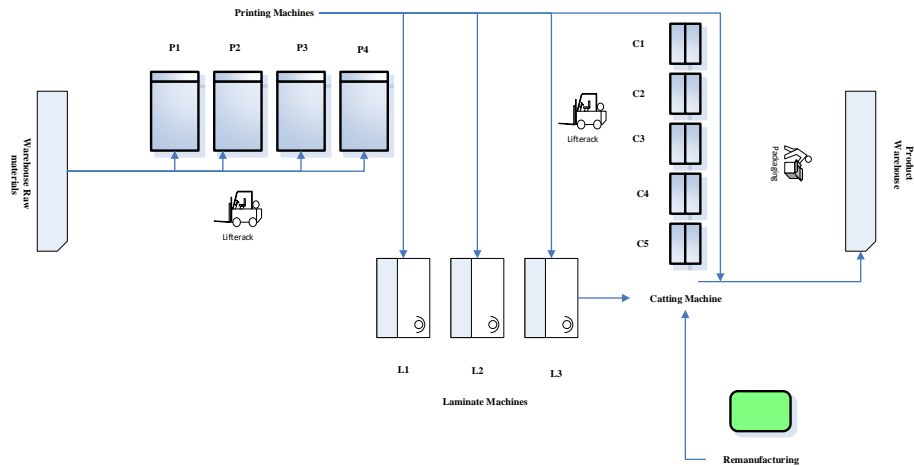 Printing Machines
P1
P2
P3
P4
C1
C2
C3
C4
C5
Warehouse Raw
materials
Lifterack
Lifterack
Packaging
Product
Warehouse
Catting Machine
L1
L2
L3
Laminate Machines
Remanufacturing